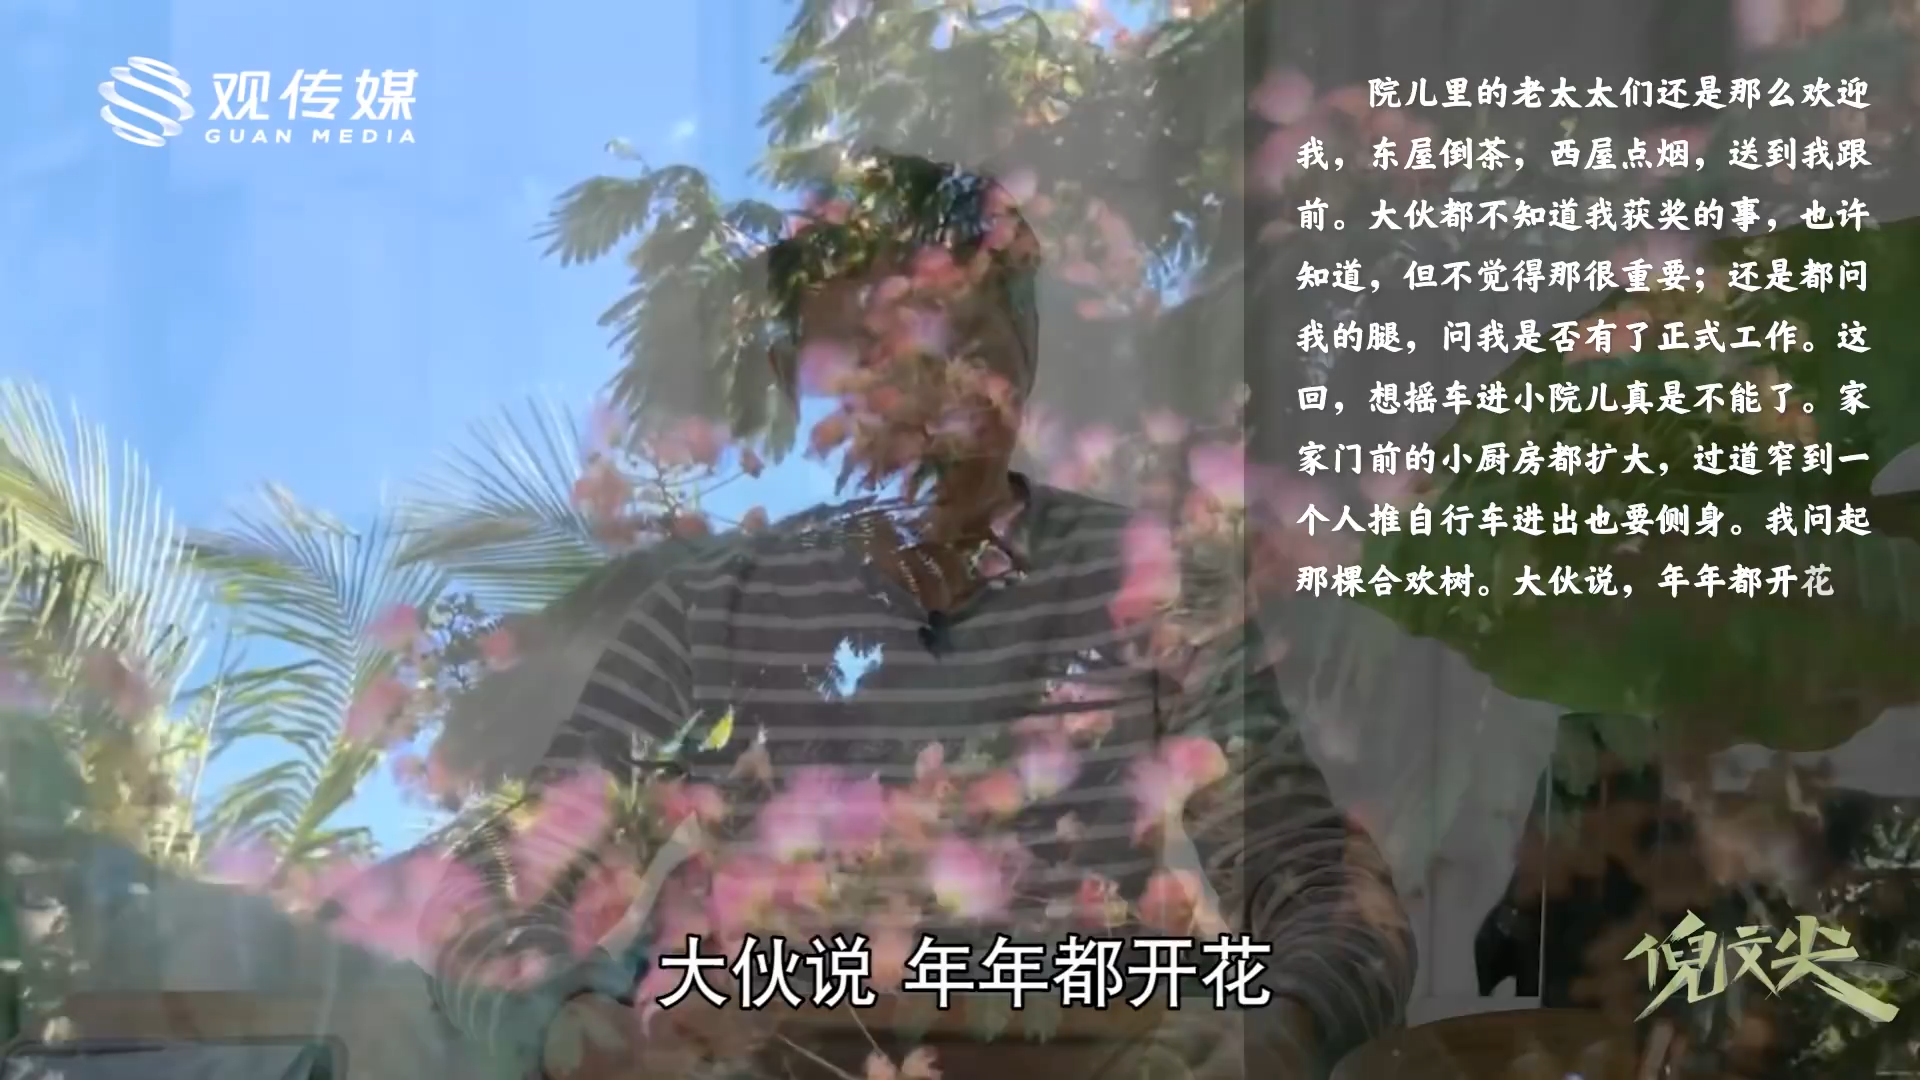 观传媒
GUAN MEDIA
院儿里的老太太们还是那么欢迎
我，东屋倒茶，西屋点烟，送到我跟
前。大伙都不知道我获奖的事，也许
知道，但不觉得那很重要；还是都问
我的腿，问我是否有了正式工作。这
回，想摇车进小院儿真是不能了。家
家门前的小厨房都扩大，过道窄到一
个人推自行车进出也要侧身。我问起
那棵合欢树。大伙说，年年都开花
大伙说 年年都开花
倪文尖